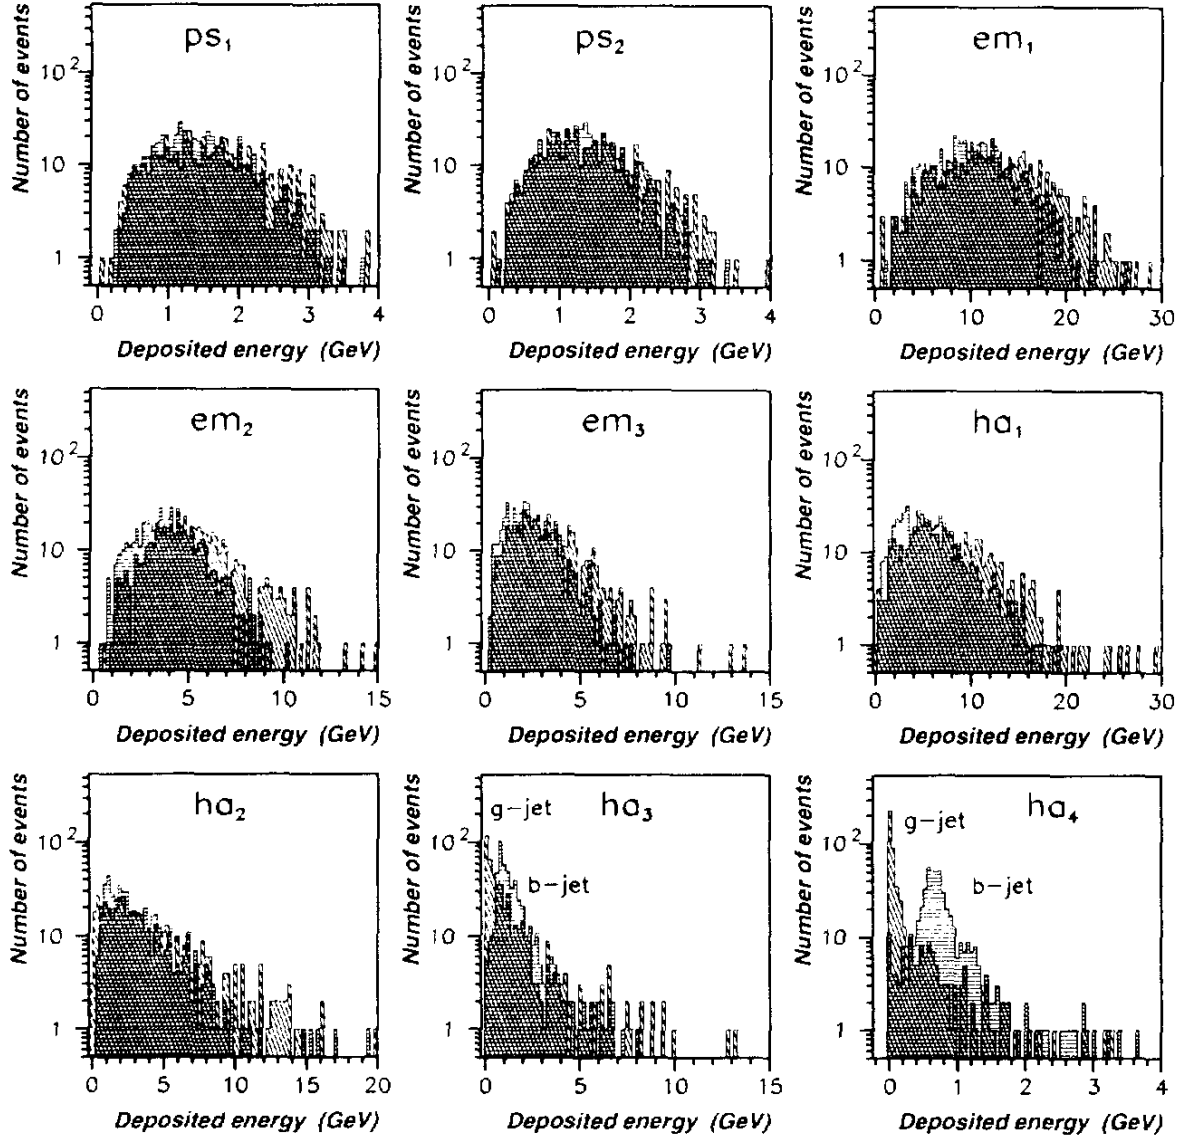 Number of events
ps₁
10²
10
1
0 1 2 3 4
Deposited energy (GeV)
Number of events
ps₂
10²
10
1
0 1 2 3 4
Deposited energy (GeV)
Number of events
em₁
10²
10
1
0 10 20 30
Deposited energy (GeV)
Number of events
em₂
10²
10
1
0 5 10 15
Deposited energy (GeV)
Number of events
em₃
10²
10
1
0 5 10 15
Deposited energy (GeV)
Number of events
ha₁
10²
10
1
0 10 20 30
Deposited energy (GeV)
Number of events
ha₂
10²
10
1
0 5 10 15 20
Deposited energy (GeV)
Number of events
g-jet ha₃
10²
b-jet
10
1
0 5 10 15
Deposited energy (GeV)
Number of events
g-jet ha₄
10²
b-jet
10
1
0 1 2 3 4
Deposited energy (GeV)